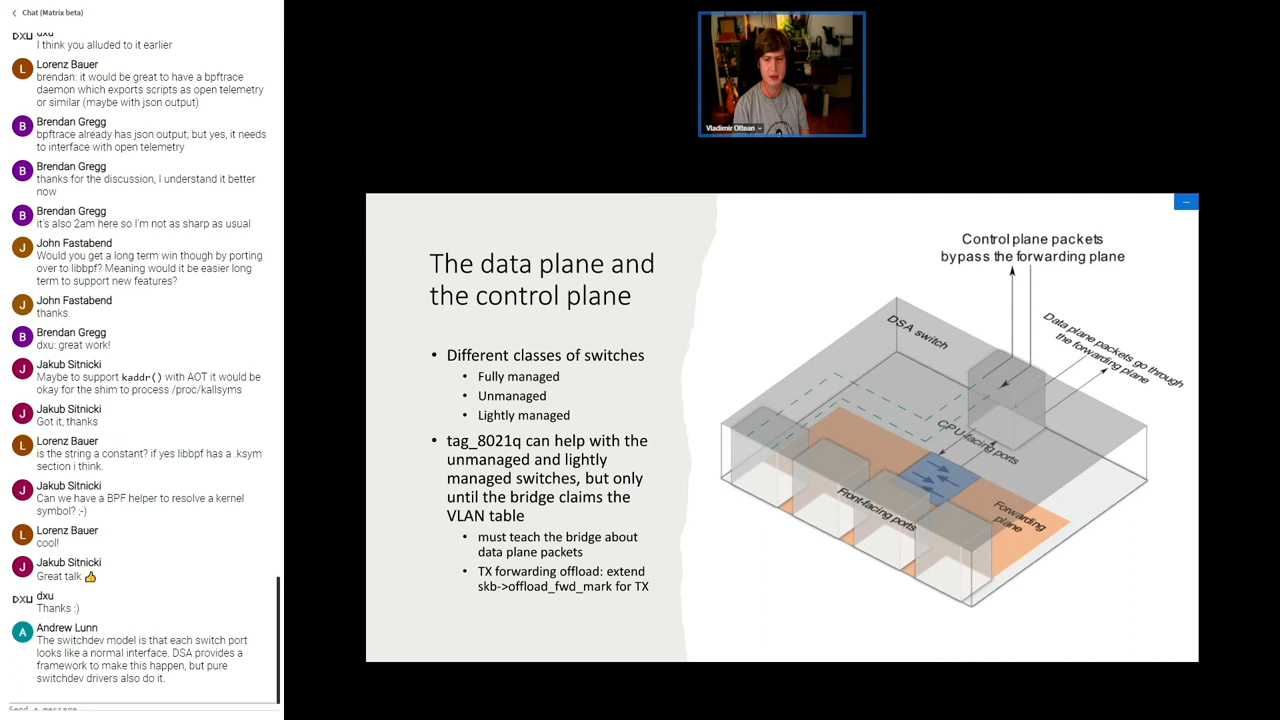 Chat (Matrix beta)
DXU dxu
I think you alluded to it earlier
L Lorenz Bauer
brendan: it would be great to have a bpftrace
daemon which exports scripts as open telemetry
or similar (maybe with json output)
B Brendan Gregg
bpftrace already has json output; but yes, it needs
to interface with open telemetry
B Brendan Gregg
thanks for the discussion, I understand it better
now
B Brendan Gregg
it's also 2am here so I'm not as sharp as usual
J John Fastabend
Would you get a long term win though by porting
over to libbpf? Meaning would it be easier long
term to support new features?
J John Fastabend
thanks.
B Brendan Gregg
dxu: great work!
J Jakub Sitnicki
Maybe to support kaddr() with AOT it would be
okay for the shim to process /proc/kallsyms
J Jakub Sitnicki
Got it, thanks
L Lorenz Bauer
is the string a constant? if yes libbpf has a .ksym
section i think.
J Jakub Sitnicki
Can we have a BPF helper to resolve a kernel
symbol? ;-)
L Lorenz Bauer
cool!
J Jakub Sitnicki
Great talk 👍
DXU dxu
Thanks :)
A Andrew Lunn
The switchdev model is that each switch port
looks like a normal interface. DSA provides a
framework to make this happen, but pure
switchdev drivers also do it.
Send a message
Vladimir Oltean
The data plane and
the control plane
• Different classes of switches
• Fully managed
• Unmanaged
• Lightly managed
• tag_8021q can help with the
unmanaged and lightly
managed switches, but only
until the bridge claims the
VLAN table
• must teach the bridge about
data plane packets
• TX forwarding offload: extend
skb->offload_fwd_mark for TX
Control plane packets
bypass the forwarding plane
DSA switch
Data plane packets go through
the forwarding plane
CPU-facing ports
Front-facing ports
Forwarding
plane